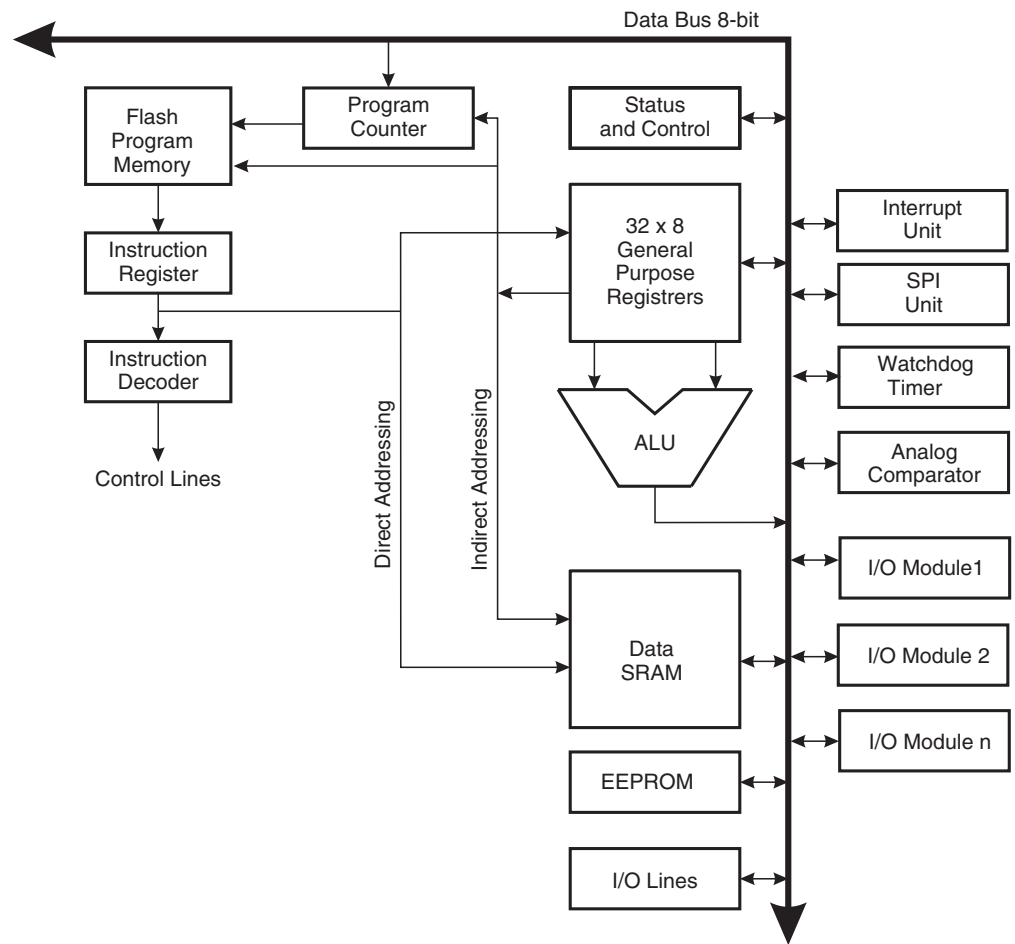 Data Bus 8-bit
Flash
Program
Memory
Program
Counter
Status
and Control
Interrupt
Unit
32 x 8
General
Purpose
Registrers
Instruction
Register
SPI
Unit
Instruction
Decoder
Watchdog
Timer
Control Lines
Direct Addressing
Indirect Addressing
ALU
Analog
Comparator
I/O Module1
Data
SRAM
I/O Module 2
I/O Module n
EEPROM
I/O Lines